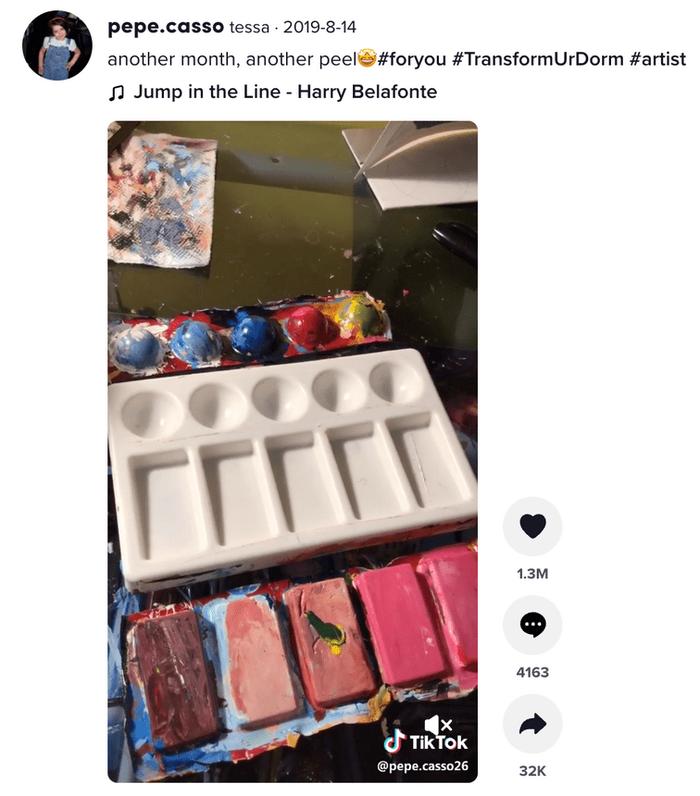 pepe.casso tessa · 2019-8-14
another month, another peel🤩#foryou #TransformUrDorm #artist
♫ Jump in the Line - Harry Belafonte
1.3M
4163
32K
TikTok
@pepe.casso26